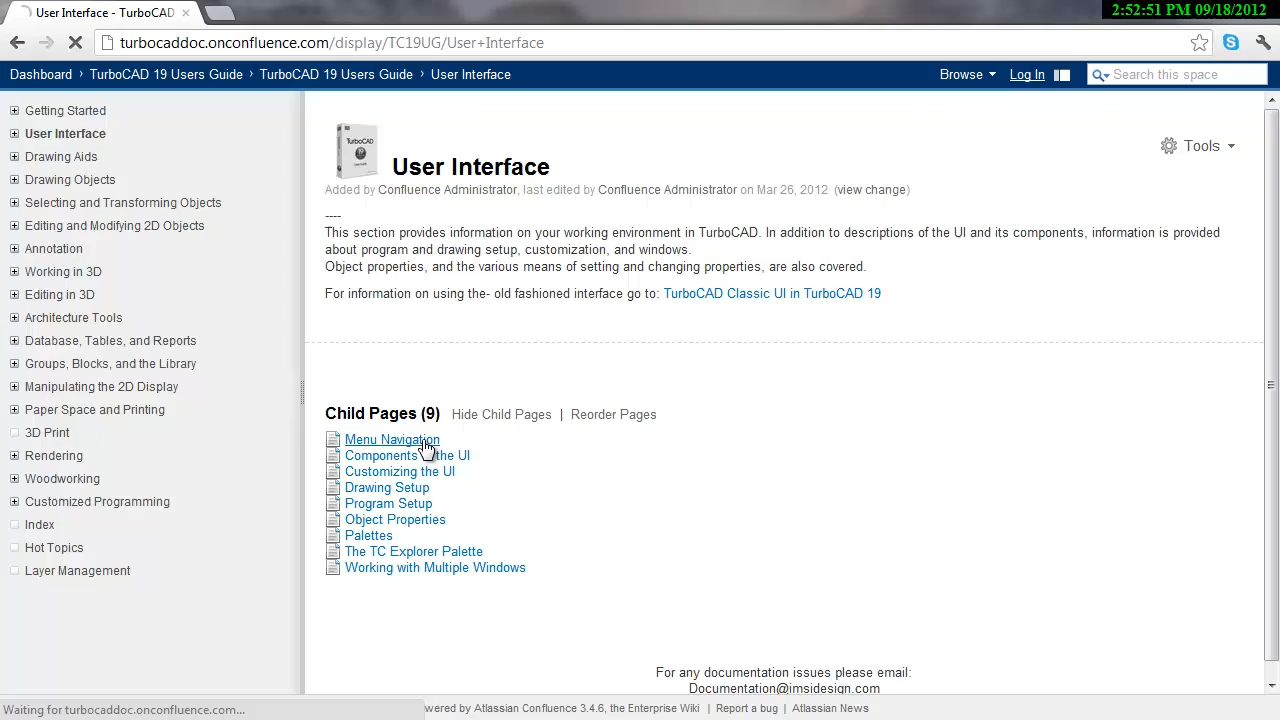 User Interface - TurboCAD
2:52:51 PM 09/18/2012
turbocaddoc.onconfluence.com/display/TC19UG/User+Interface
Dashboard › TurboCAD 19 Users Guide › TurboCAD 19 Users Guide › User Interface
Browse Log In Search this space
Getting Started
User Interface
Drawing Aids
Drawing Objects
Selecting and Transforming Objects
Editing and Modifying 2D Objects
Annotation
Working in 3D
Editing in 3D
Architecture Tools
Database, Tables, and Reports
Groups, Blocks, and the Library
Manipulating the 2D Display
Paper Space and Printing
3D Print
Rendering
Woodworking
Customized Programming
Index
Hot Topics
Layer Management
TurboCAD
User Interface
Tools
Added by Confluence Administrator, last edited by Confluence Administrator on Mar 26, 2012 (view change)
----
This section provides information on your working environment in TurboCAD. In addition to descriptions of the UI and its components, information is provided
about program and drawing setup, customization, and windows.
Object properties, and the various means of setting and changing properties, are also covered.
For information on using the- old fashioned interface go to: TurboCAD Classic UI in TurboCAD 19
Child Pages (9) Hide Child Pages | Reorder Pages
Menu Navigation
Components the UI
Customizing the UI
Drawing Setup
Program Setup
Object Properties
Palettes
The TC Explorer Palette
Working with Multiple Windows
For any documentation issues please email:
Documentation@imsidesign.com
Waiting for turbocaddoc.onconfluence.com...
wered by Atlassian Confluence 3.4.6, the Enterprise Wiki | Report a bug | Atlassian News